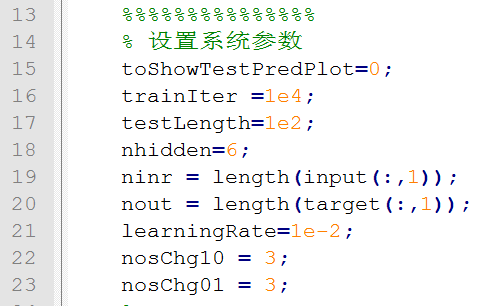 13 %%%%%%%%%%%%%%%
14 % 设置系统参数
15 toShowTestPredPlot=0;
16 trainIter =1e4;
17 testLength=1e2;
18 nhidden=6;
19 ninr = length(input(:,1));
20 nout = length(target(:,1));
21 learningRate=1e-2;
22 nosChg10 = 3;
23 nosChg01 = 3;